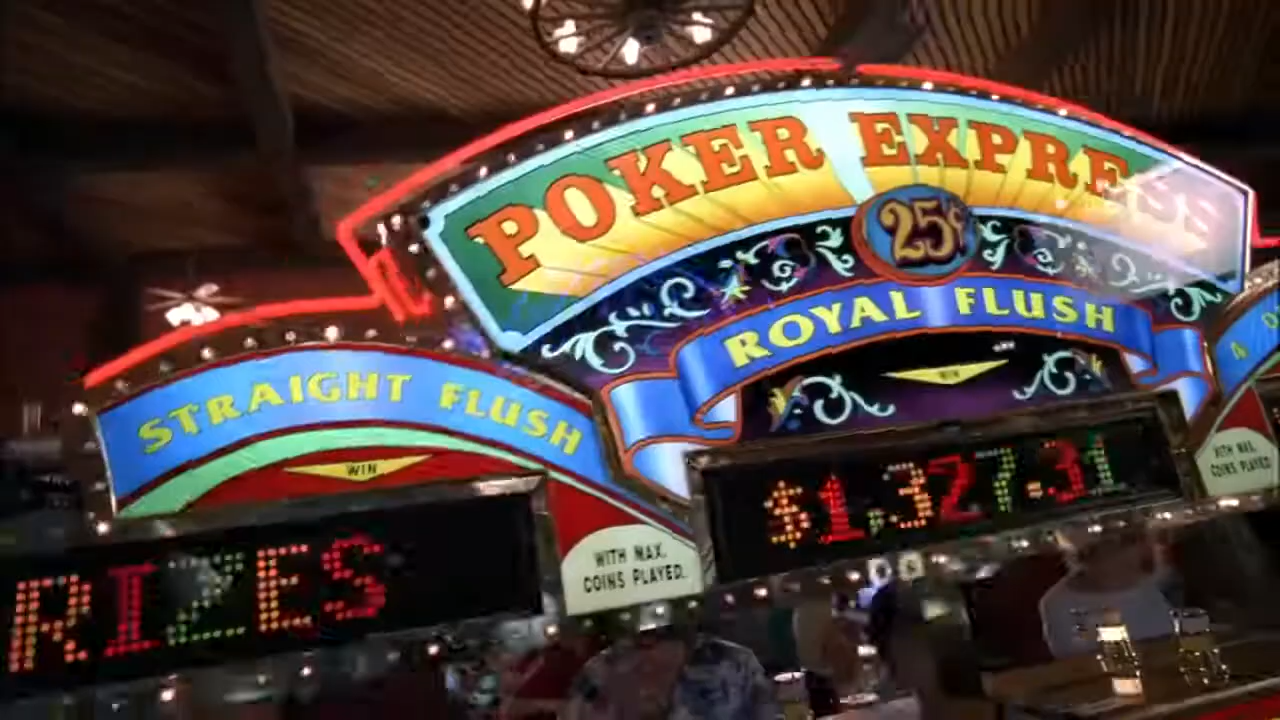 POKER EXPRESS
25¢
ROYAL FLUSH
WIN
$1,327.31
STRAIGHT FLUSH
WIN
RIZES
WITH MAX.
COINS PLAYED.
WITH MAX.
COINS PLAYED